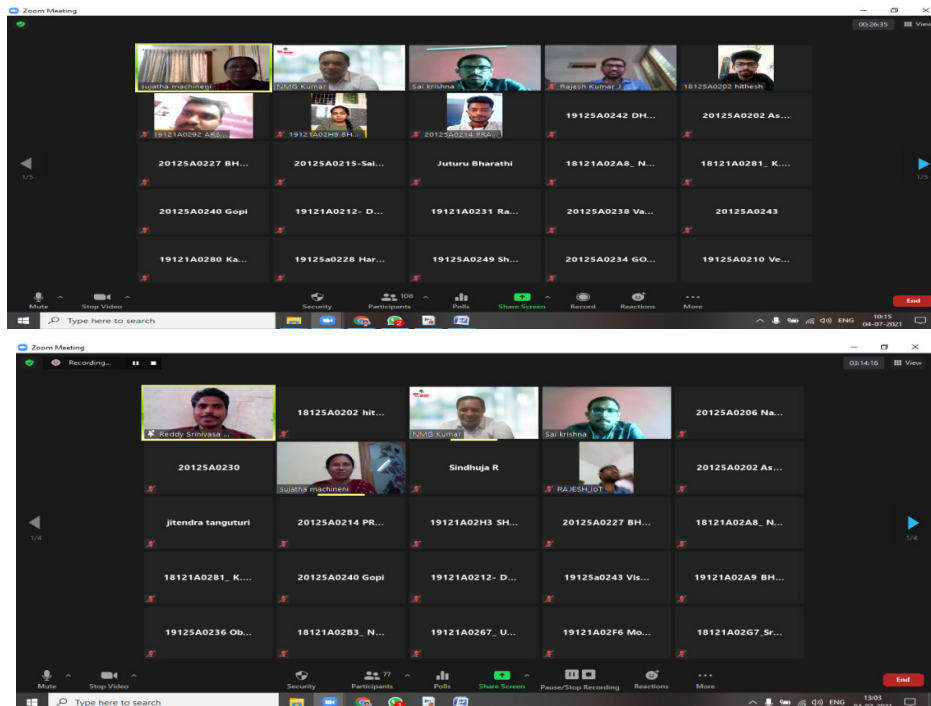 Zoom Meeting
00:26:35 View
sujatha machineni NMG Kumar Sai krishna Rajesh Kumar J 18125A0202 hithesh
19121A0292 ARS... 19121A02H9 BH... 20125A0214 PRA... 19125A0242 DH... 20125A0202 As...
20125A0227 BH... 20125A0215-Sai... Juturu Bharathi 18121A02A8_ N... 18121A0281_ K....
1/5 1/5
20125A0240 Gopi 19121A0212- D... 19121A0231 Ra... 20125A0238 Va... 20125A0243
19121A0280 Ka... 19125a0228 Har... 19125A0249 Sh... 20125A0234 GO... 19125A0210 Ve...
108
Mute Stop Video Security Participants Polls Share Screen Record Reactions More End
Type here to search ENG 10:15
04-07-2021
Zoom Meeting
Recording... 03:14:16 View
Reddy Srinivasa ... 18125A0202 hit... NMG Kumar Sai krishna 20125A0206 Na...
20125A0230 sujatha machineni Sindhuja R RAJESH_IoT 20125A0202 As...
jitendra tanguturi 20125A0214 PR... 19121A02H3 SH... 20125A0227 BH... 18121A02A8_ N...
1/4 1/4
18121A0281_ K.... 20125A0240 Gopi 19121A0212- D... 19125a0243 Vis... 19121A02A9 BH...
19125A0236 Ob... 18121A02B3_ N... 19121A0267_ U... 19121A02F6 Mo... 18121A02G7_Sr...
77
Mute Stop Video Security Participants Polls Share Screen Pause/Stop Recording Reactions More End
Type here to search ENG 13:03
04-07-2021